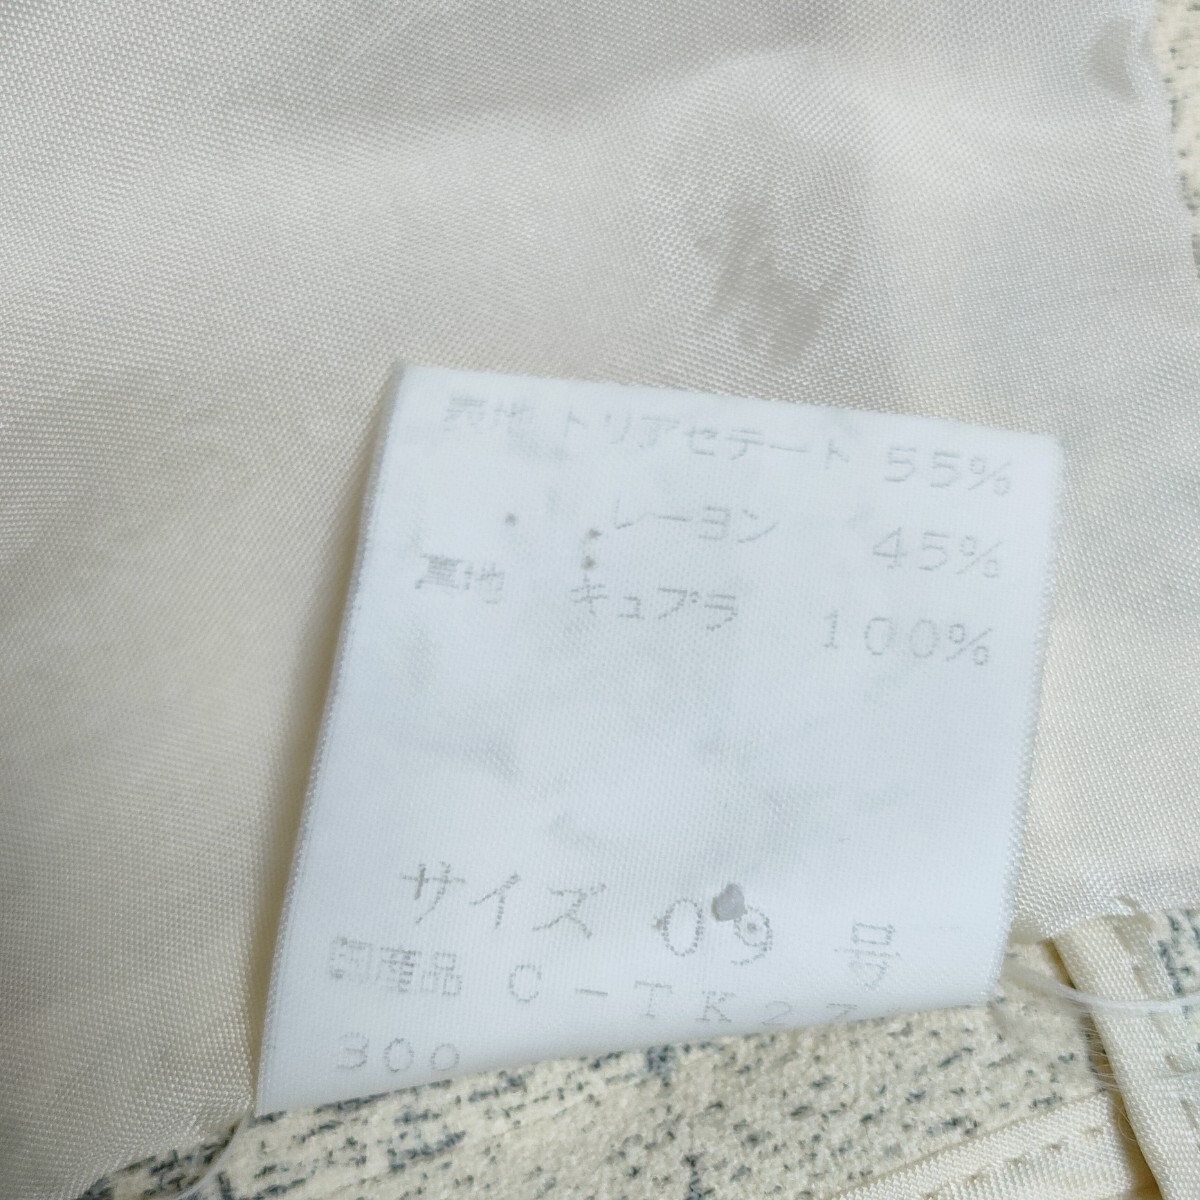 表地 トリアセテート 55%
レーヨン 45%
裏地 キュプラ 100%
サイズ 09 号
国産品 C-TK27
300